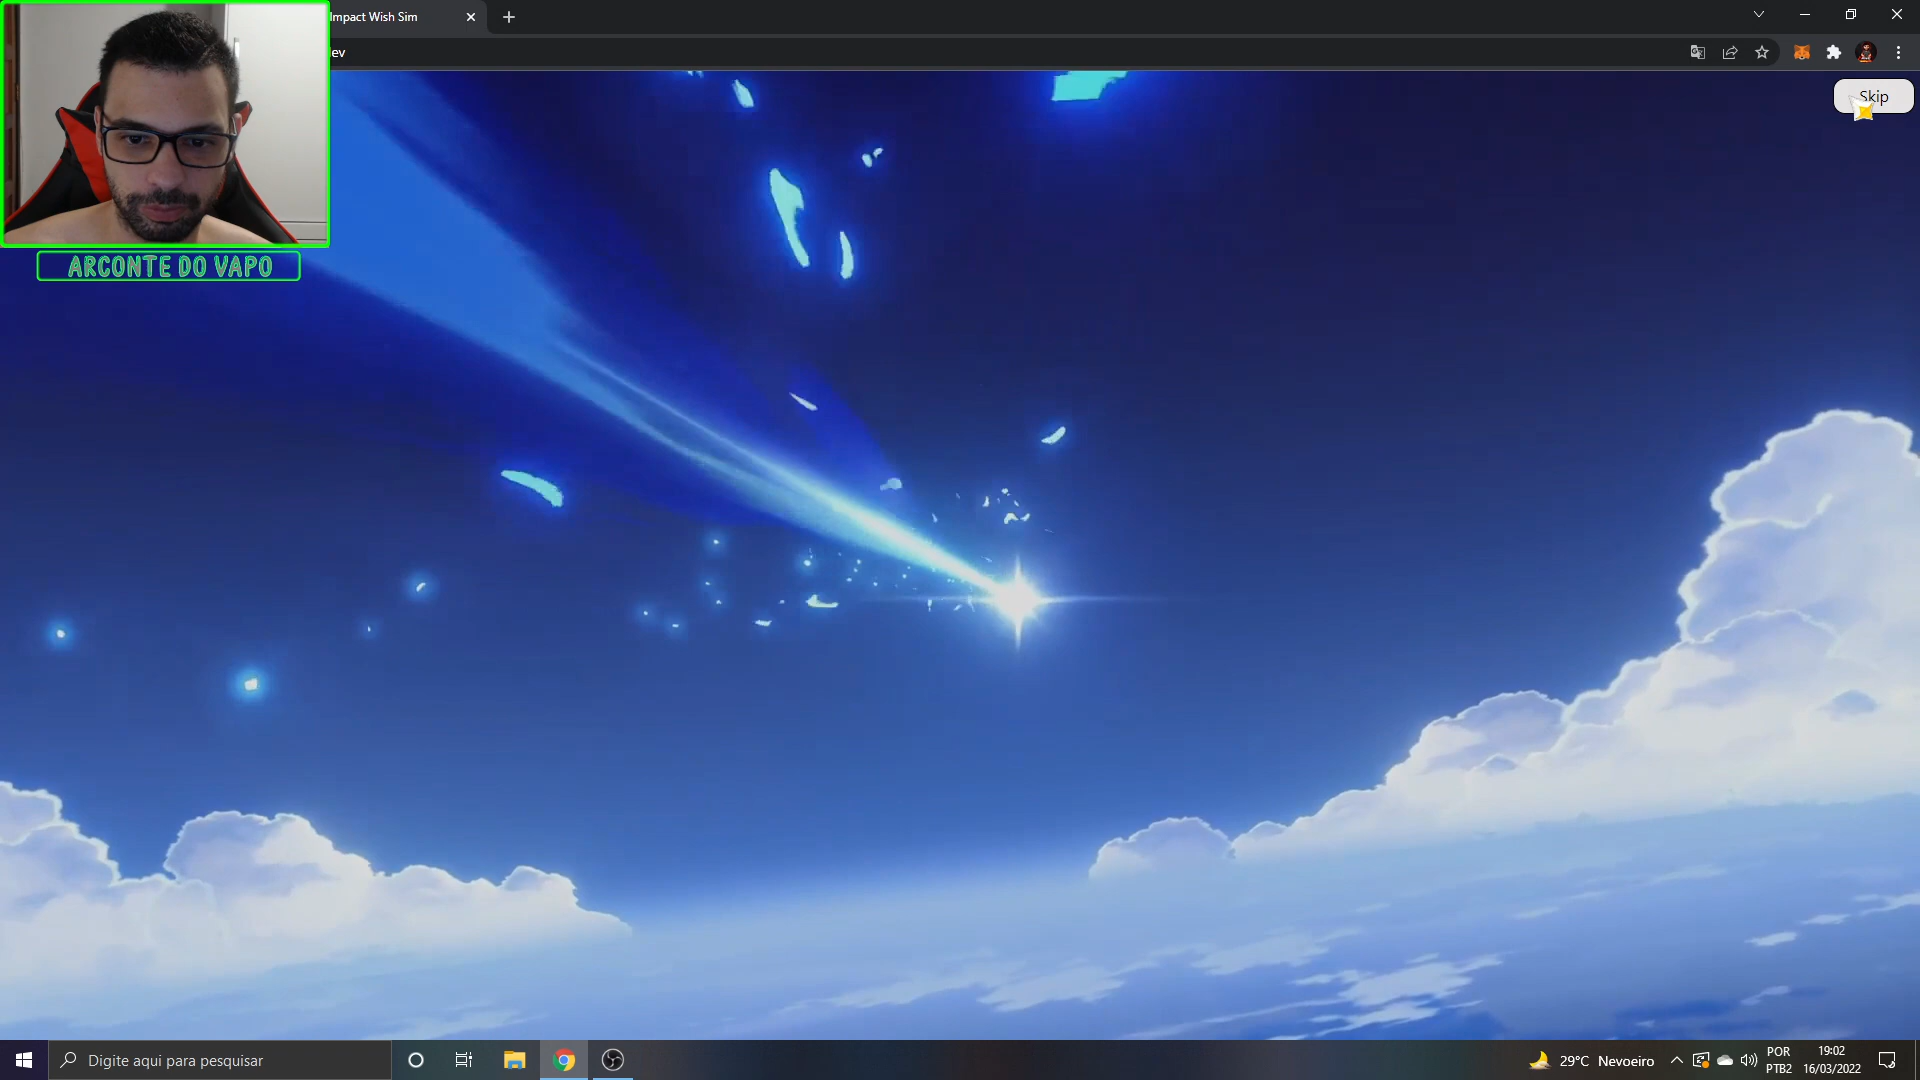 Impact Wish Sim
ev
Skip
ARCONTE DO VAPO
Digite aqui para pesquisar
29°C Nevoeiro
POR
PTB2
19:02
16/03/2022